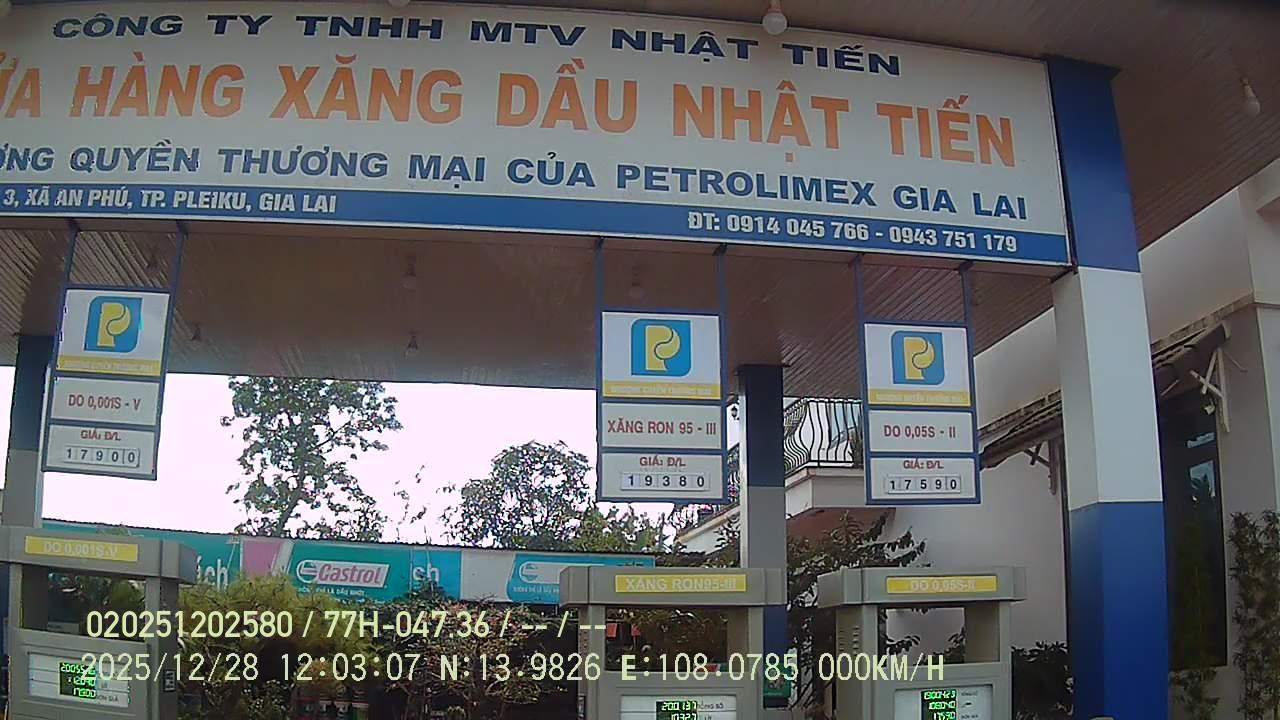 CÔNG TY TNHH MTV NHẬT TIẾN
ỬA HÀNG XĂNG DẦU NHẬT TIẾN
QUYỀN THƯƠNG MẠI CỦA PETROLIMEX GIA LAI
3, XÃ AN PHÚ, TP. PLEIKU, GIA LAI
ĐT: 0914 045 766 - 0943 751 179
DO 0,001S - V
GIÁ: Đ/L
17900
XĂNG RON 95 - III
GIÁ: Đ/L
19380
DO 0,05S - II
GIÁ: Đ/L
17590
DO 0,001S-V
Castrol
XĂNG RON95-III
DO 0,05S-II
020251202580 / 77H-047.36 / -- / --
2025/12/28 12:03:07 N:13.9826 E:108.0785 000KM/H